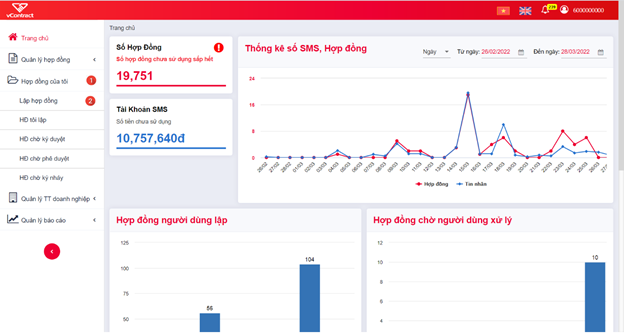 vContract
28
6000000000
Trang chủ
Quản lý hợp đồng
Hợp đồng của tôi
1
Lập hợp đồng
2
HĐ tôi lập
HĐ chờ ký duyệt
HĐ chờ phê duyệt
HĐ chờ ký nháy
Quản lý TT doanh nghiệp
Quản lý báo cáo
Trang chủ
Số Hợp Đồng
Số hợp đồng chưa sử dụng sắp hết
19,751
Tài Khoản SMS
Số tiền chưa sử dụng
10,757,640đ
Thống kê số SMS, Hợp đồng
Ngày
Từ ngày: 26/02/2022
Đến ngày: 28/03/2022
24
16
8
0
26/02 27/02 28/02 01/03 02/03 03/03 04/03 05/03 06/03 07/03 08/03 09/03 10/03 11/03 12/03 13/03 14/03 15/03 16/03 17/03 18/03 19/03 20/03 21/03 22/03 23/03 24/03 25/03 26/03 27/
Hợp đồng Tin nhắn
Hợp đồng người dùng lập
125
100
75
50
104
56
Hợp đồng chờ người dùng xử lý
12
10
8
6
4
10